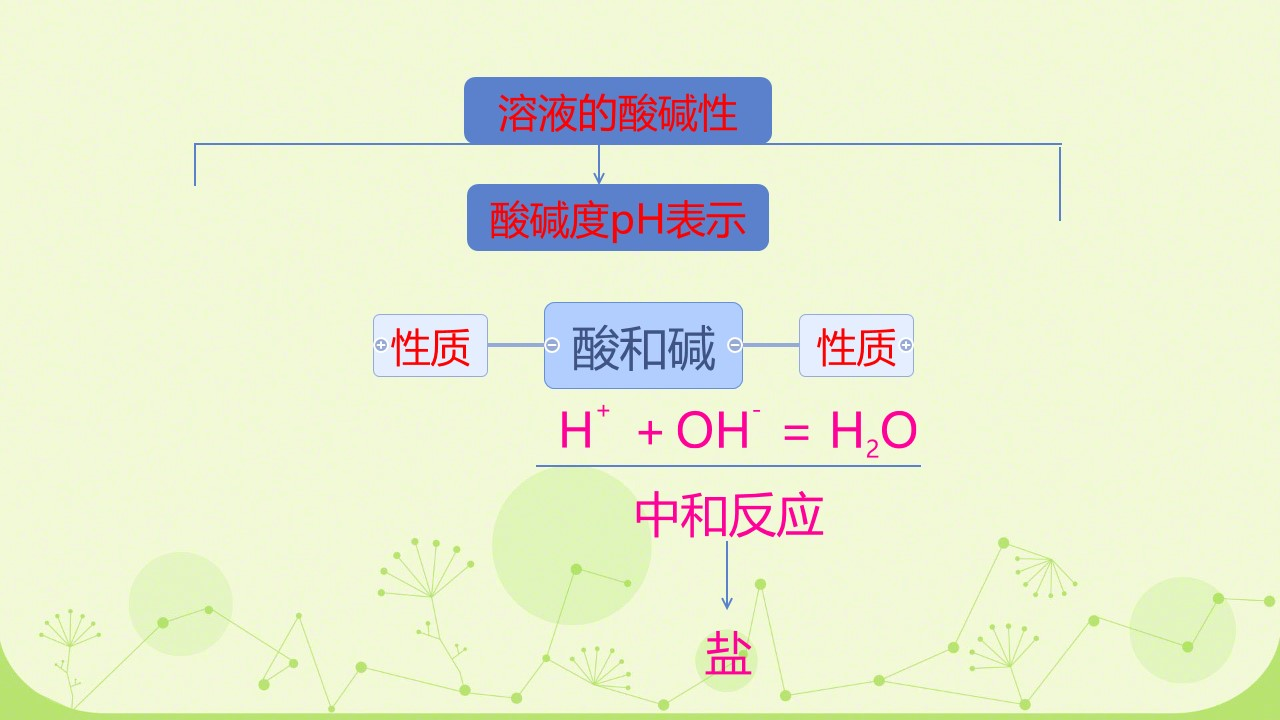 溶液的酸碱性
酸碱度pH表示
性质 酸和碱 性质
H⁺ + OH⁻ = H₂O
中和反应
盐